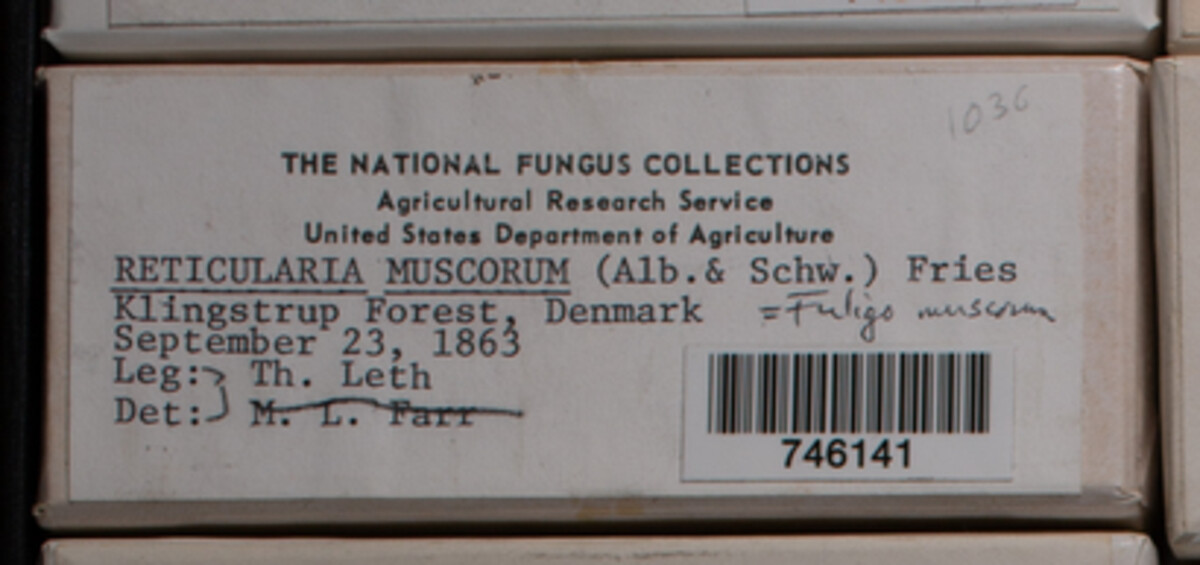 1036
THE NATIONAL FUNGUS COLLECTIONS
Agricultural Research Service
United States Department of Agriculture
RETICULARIA MUSCORUM (Alb.& Schw.) Fries
Klingstrup Forest, Denmark =Fuligo muscorum
September 23, 1863
Leg: Th. Leth
Det: M. L. Farr
746141